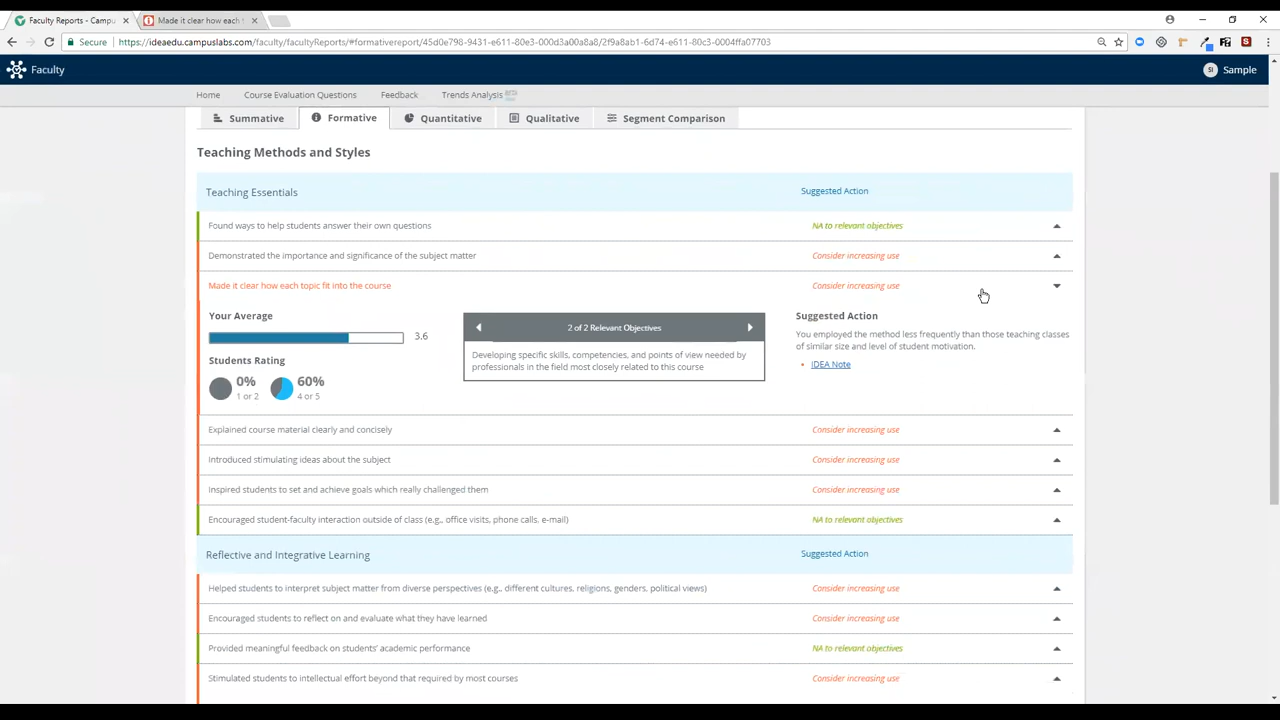 Faculty Reports - Campu
Made it clear how each t
Secure
https://ideaedu.campuslabs.com/faculty/facultyReports/#formativereport/45d0e798-9431-e611-80e3-000d3a00a8a8/2f9a8ab1-6d74-e611-80c3-0004ffa07703
Faculty
SI Sample
Home Course Evaluation Questions Feedback Trends Analysis
Summative Formative Quantitative Qualitative Segment Comparison
Teaching Methods and Styles
Teaching Essentials Suggested Action
Found ways to help students answer their own questions NA to relevant objectives
Demonstrated the importance and significance of the subject matter Consider increasing use
Made it clear how each topic fit into the course Consider increasing use
Your Average
3.6
Students Rating
0%
1 or 2
60%
4 or 5
2 of 2 Relevant Objectives
Developing specific skills, competencies, and points of view needed by
professionals in the field most closely related to this course
Suggested Action
You employed the method less frequently than those teaching classes
of similar size and level of student motivation.
IDEA Note
Explained course material clearly and concisely Consider increasing use
Introduced stimulating ideas about the subject Consider increasing use
Inspired students to set and achieve goals which really challenged them Consider increasing use
Encouraged student-faculty interaction outside of class (e.g., office visits, phone calls. e-mail) NA to relevant objectives
Reflective and Integrative Learning Suggested Action
Helped students to interpret subject matter from diverse perspectives (e.g., different cultures, religions, genders, political views) Consider increasing use
Encouraged students to reflect on and evaluate what they have learned Consider increasing use
Provided meaningful feedback on students' academic performance NA to relevant objectives
Stimulated students to intellectual effort beyond that required by most courses Consider increasing use